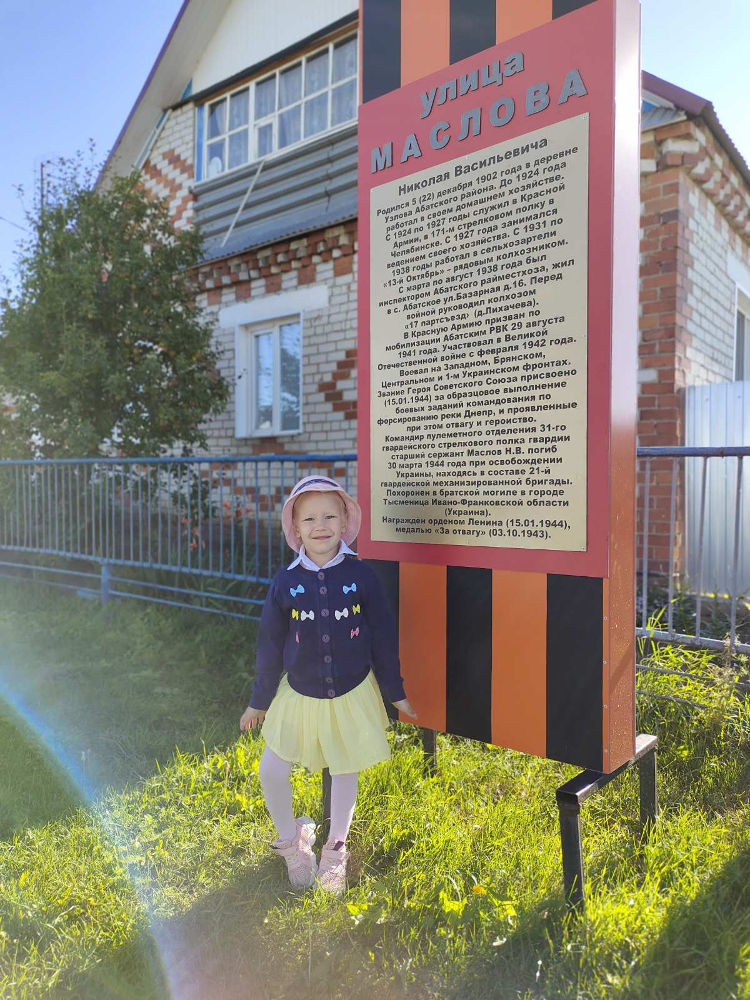 улица
МАСЛОВА
Николая Васильевича
Родился 5 (22) декабря 1902 года в деревне
Узлова Абатского района. До 1924 года
работал в своем домашнем хозяйстве.
С 1924 по 1927 годы служил в Красной
Армии, в 171-м стрелковом полку в
Челябинске. С 1927 года занимался
ведением своего хозяйства. С 1931 по
1938 годы работал в сельхозартели
«13-й Октябрь» – рядовым колхозником.
С марта по август 1938 года был
инспектором Абатского райместхоза, жил
в с. Абатское ул.Базарная д.16. Перед
войной руководил колхозом
«17 партсъезд› (д.Лихачева).
В Красную Армию призван по
мобилизации Абатским РВК 29 августа
1941 года. Участвовал в Великой
Отечественной войне с февраля 1942 года.
Воевал на Западном, Брянском,
Центральном и 1-м Украинском фронтах.
Звание Героя Советского Союза присвоено
(15.01.1944) за образцовое выполнение
боевых заданий командования по
форсированию реки Днепр, и проявленные
при этом отвагу и героиство.
Командир пулеметного отделения 31-го
гвардейского стрелкового полка гвардии
старший сержант Маслов Н.В. погиб
30 марта 1944 года при освобождении
Украины, находясь в составе 21-й
гвардейской механизированной бригады.
Похоронен в братской могиле в городе
Тысменица Ивано-Франковской области
(Украина).
Награждён орденом Ленина (15.01.1944),
медалью «За отвагу» (03.10.1943).